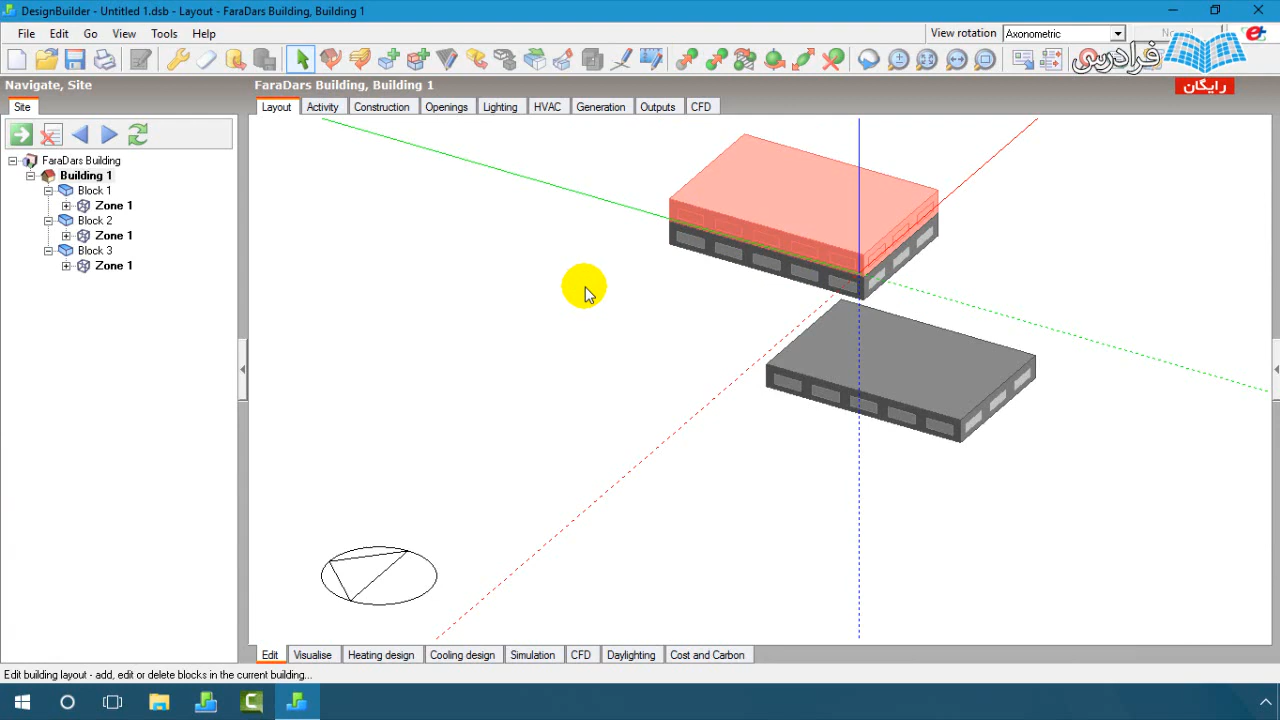 DesignBuilder - Untitled 1.dsb - Layout - FaraDars Building, Building 1
File Edit Go View Tools Help
View rotation Axonometric
Normal
فرادرس
رایگان
Navigate, Site
FaraDars Building, Building 1
Site
Layout Activity Construction Openings Lighting HVAC Generation Outputs CFD
FaraDars Building
Building 1
Block 1
Zone 1
Block 2
Zone 1
Block 3
Zone 1
Edit Visualise Heating design Cooling design Simulation CFD Daylighting Cost and Carbon
Edit building layout - add, edit or delete blocks in the current building...